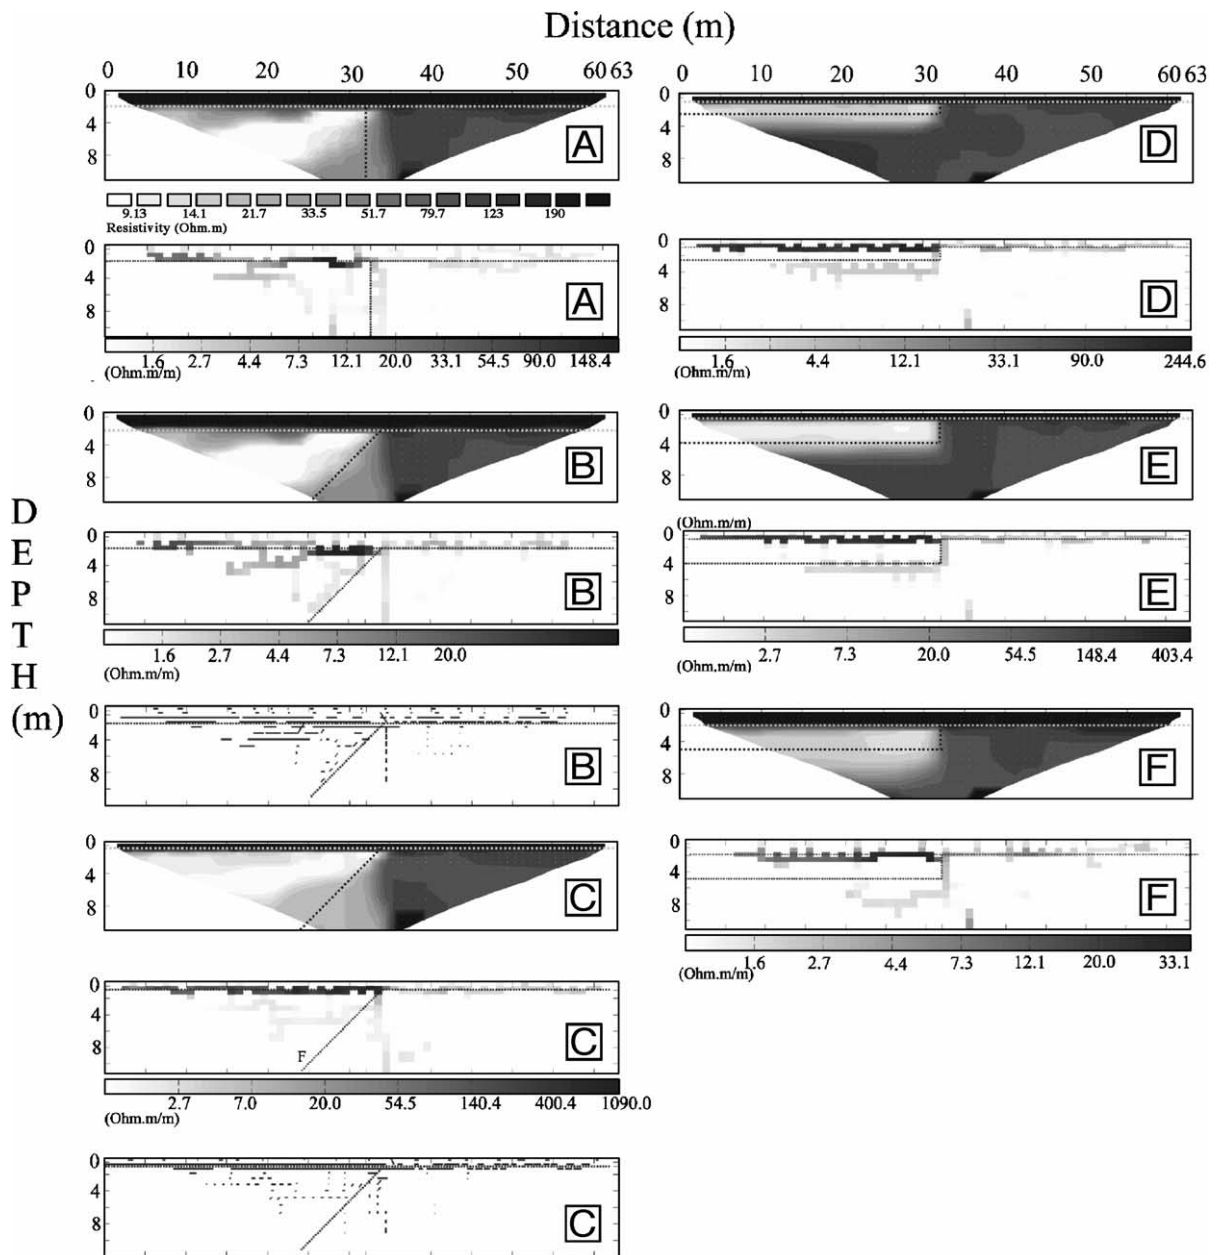 Distance (m)
0 10 20 30 40 50 60 63
0 10 20 30 40 50 60 63
DEPTH (m)
0
4
8
A
9.13 14.1 21.7 33.5 51.7 79.7 123 190
Resistivity (Ohm.m)
0
4
8
A
1.6 2.7 4.4 7.3 12.1 20.0 33.1 54.5 90.0 148.4
(Ohm.m/m)
0
4
8
B
0
4
8
B
1.6 2.7 4.4 7.3 12.1 20.0
(Ohm.m/m)
0
4
8
B
0
4
8
C
0
4
8
F
C
2.7 7.0 20.0 54.5 140.4 400.4 1090.0
(Ohm.m/m)
0
4
8
C
0
4
8
D
0
4
8
D
1.6 4.4 12.1 33.1 90.0 244.6
(Ohm.m/m)
0
4
8
E
(Ohm.m/m)
0
4
8
E
2.7 7.3 20.0 54.5 148.4 403.4
(Ohm.m/m)
0
4
8
F
0
4
8
F
1.6 2.7 4.4 7.3 12.1 20.0 33.1
(Ohm.m/m)